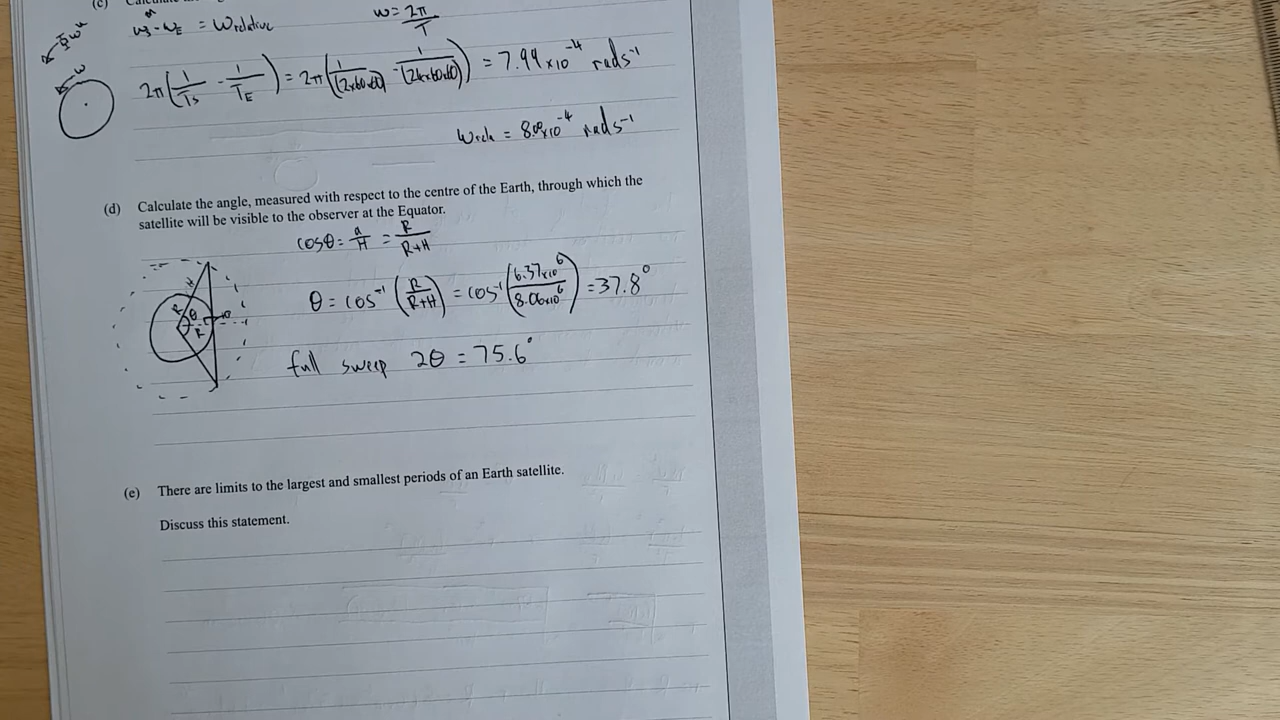 (c)
ω = 2π/T
ωs - ωE = ωrelative
2π(1/Ts - 1/TE) = 2π(1/(2×60×60) - 1/(24×60×60)) = 7.99×10⁻⁴ rads⁻¹
= 8.00×10⁻⁴ rads⁻¹
(d) Calculate the angle, measured with respect to the centre of the Earth, through which the
satellite will be visible to the observer at the Equator.
cosθ = a/H = R/R+H
θ = cos⁻¹(R/R+H) = cos⁻¹(6.37×10⁶/8.06×10⁶) = 37.8°
R θ R
full sweep 2θ = 75.6°
(e) There are limits to the largest and smallest periods of an Earth satellite.
Discuss this statement.